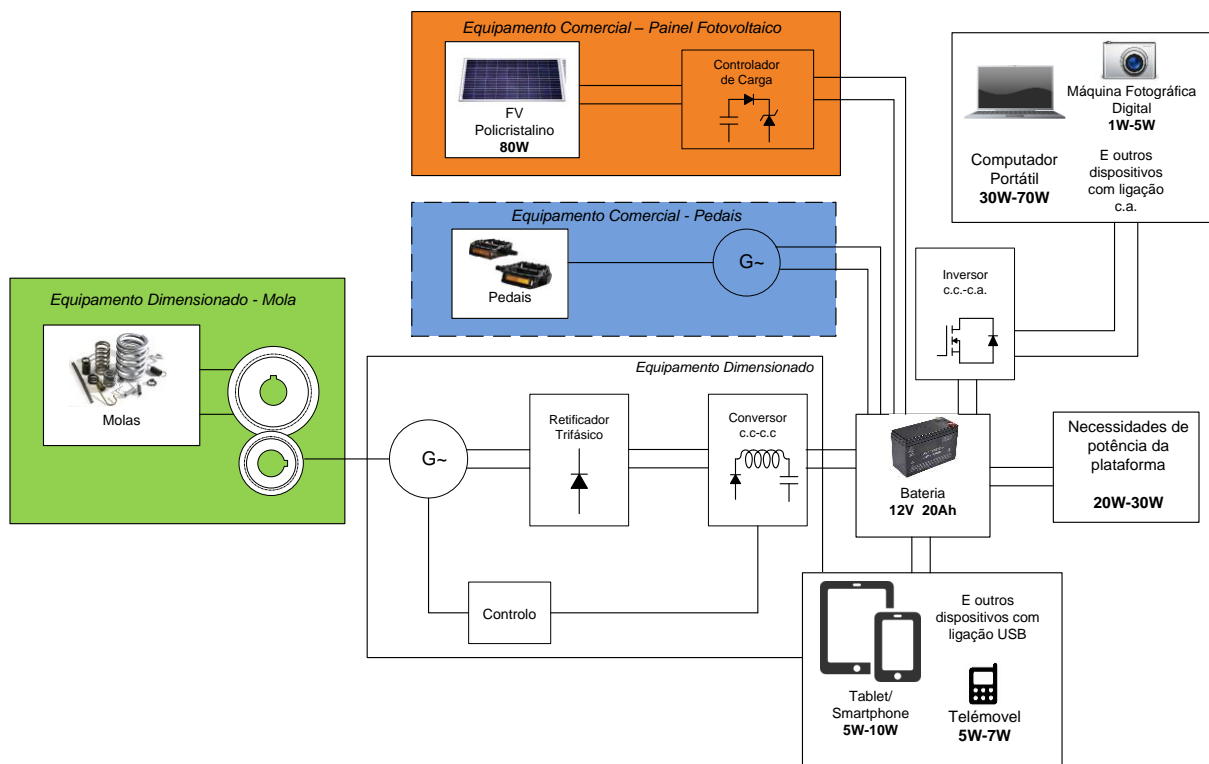 Equipamento Comercial – Painel Fotovoltaico
FV
Policristalino
80W
Controlador
de Carga
Máquina Fotográfica
Digital
1W-5W
Computador
Portátil
30W-70W
E outros
dispositivos
com ligação
c.a.
Equipamento Comercial - Pedais
Pedais
G~
Inversor
c.c.-c.a.
Equipamento Dimensionado - Mola
Molas
Equipamento Dimensionado
G~
Retificador
Trifásico
Conversor
c.c-c.c
Controlo
Bateria
12V 20Ah
Necessidades de
potência da
plataforma
20W-30W
E outros
dispositivos com
ligação USB
Tablet/
Smartphone
5W-10W
Telémovel
5W-7W